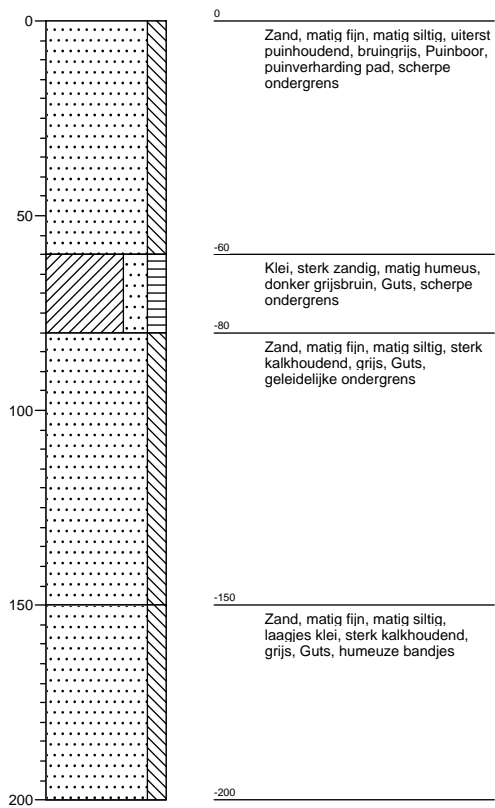 0
0
Zand, matig fijn, matig siltig, uiterst
puinhoudend, bruingrijs, Puinboor,
puinverharding pad, scherpe
ondergrens
50
-60
Klei, sterk zandig, matig humeus,
donker grijsbruin, Guts, scherpe
ondergrens
-80
Zand, matig fijn, matig siltig, sterk
kalkhoudend, grijs, Guts,
geleidelijke ondergrens
100
150
-150
Zand, matig fijn, matig siltig,
laagjes klei, sterk kalkhoudend,
grijs, Guts, humeuze bandjes
200
-200